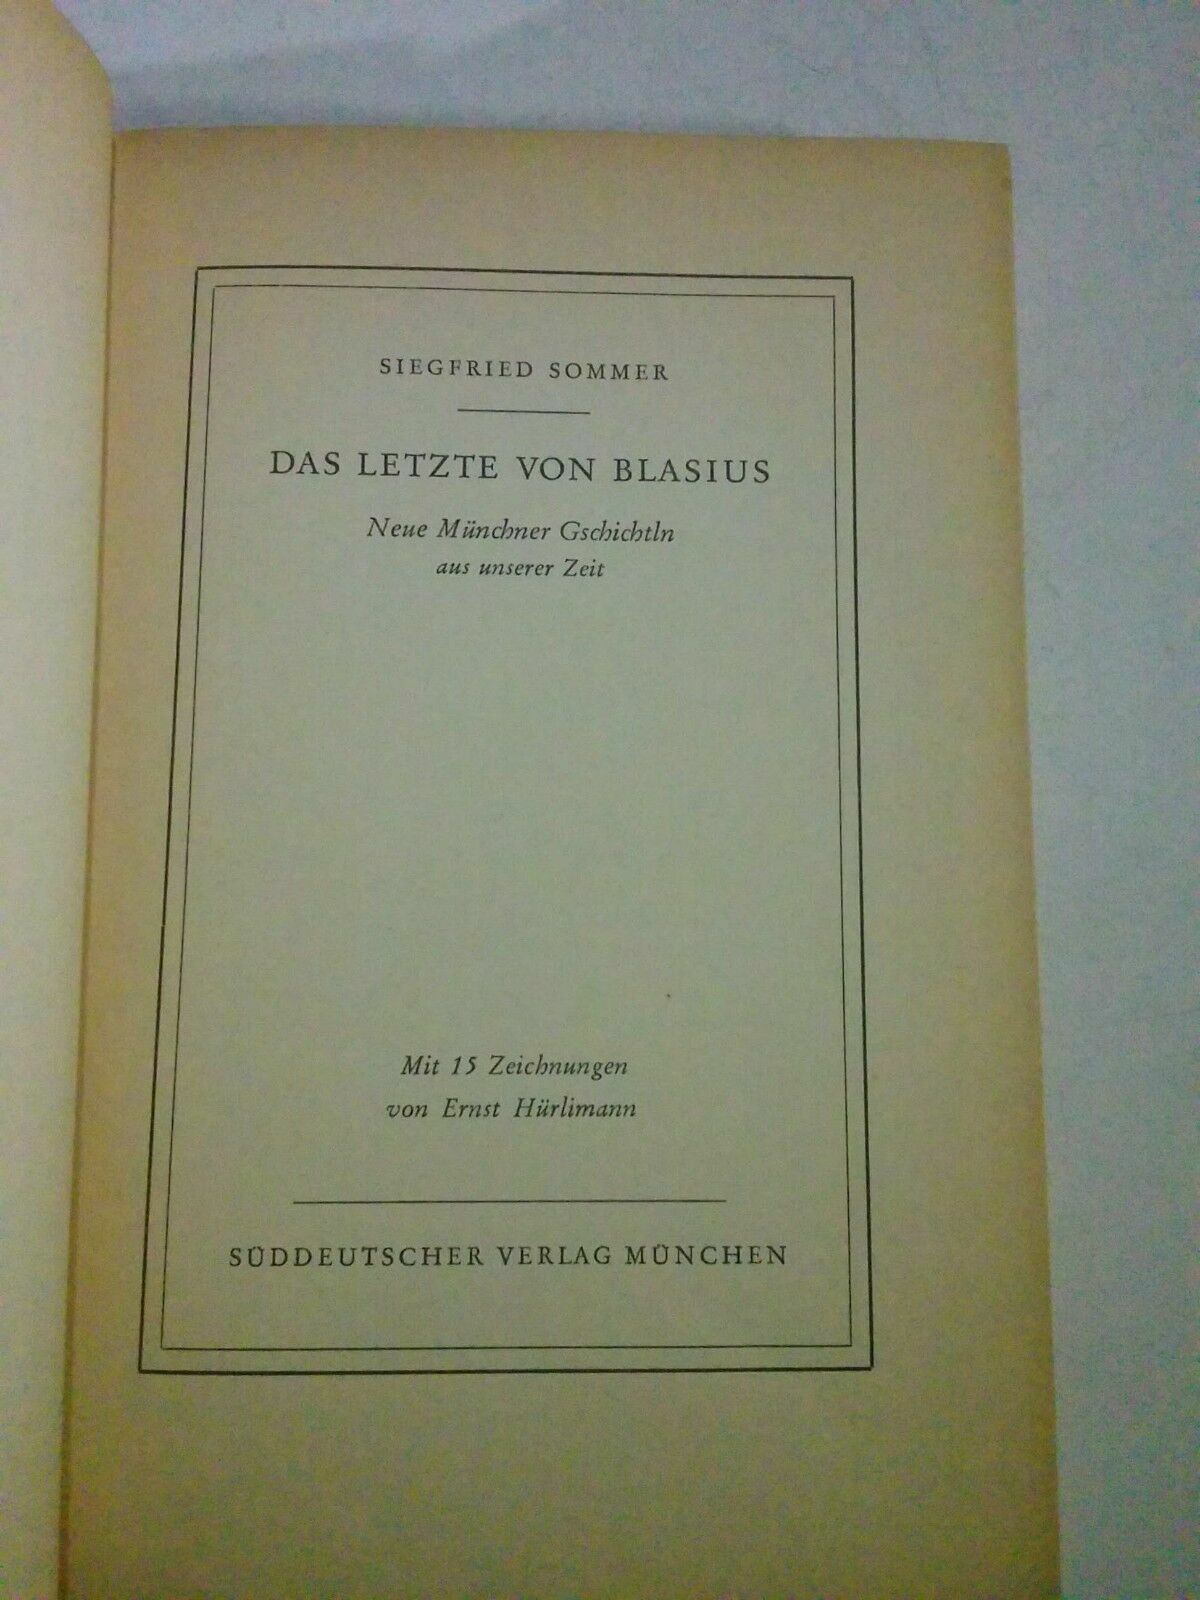 SIEGFRIED SOMMER
DAS LETZTE VON BLASIUS
Neue Münchner Gschichtln
aus unserer Zeit
Mit 15 Zeichnungen
von Ernst Hürlimann
SÜDDEUTSCHER VERLAG MÜNCHEN